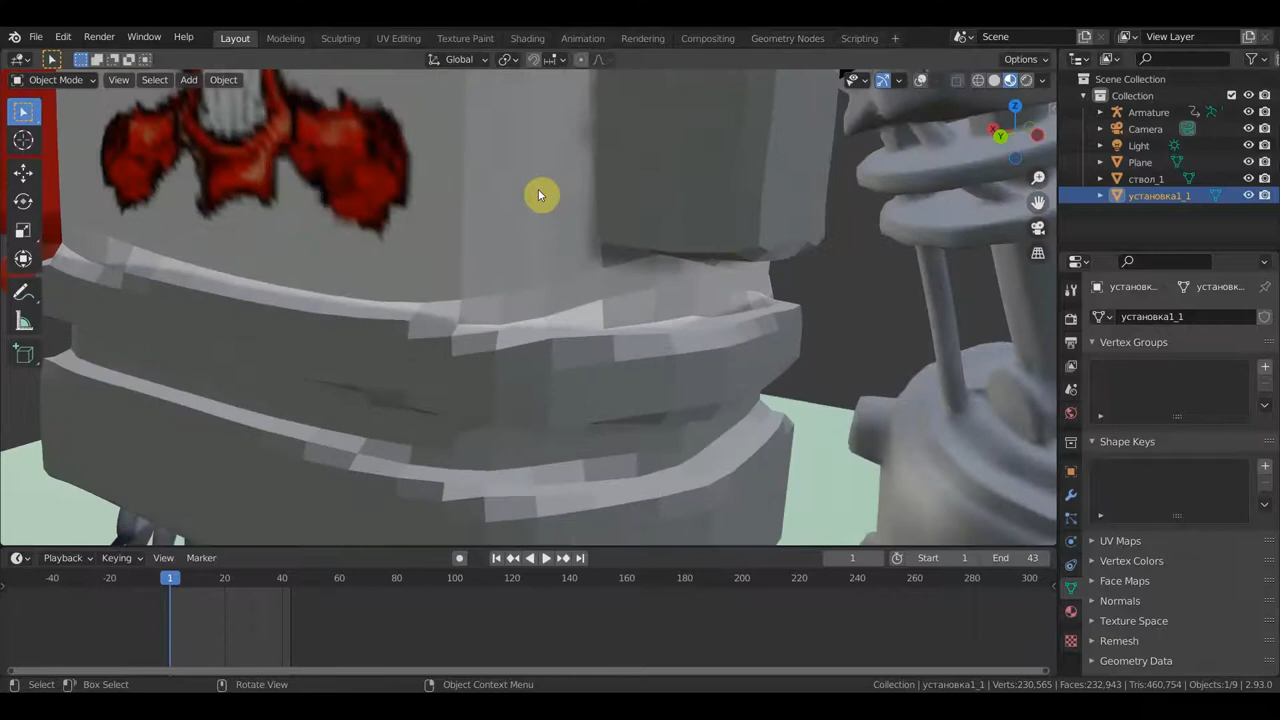 File Edit Render Window Help Layout Modeling Sculpting UV Editing Texture Paint Shading Animation Rendering Compositing Geometry Nodes Scripting + Scene View Layer
Global Options
Object Mode View Select Add Object
Scene Collection
Collection
Armature
Camera
Light
Plane
ствол_1
установка1_1
Z
X
Y
установк... установк...
установка1_1
Vertex Groups
Shape Keys
UV Maps
Vertex Colors
Face Maps
Normals
Texture Space
Remesh
Geometry Data
Playback Keying View Marker 1 Start 1 End 43
-40 -20 1 20 40 60 80 100 120 140 160 180 200 220 240 260 280 300
Select Box Select Rotate View Object Context Menu Collection | установка1_1 | Verts:230,565 | Faces:232,943 | Tris:460,754 | Objects:1/9 | 2.93.0